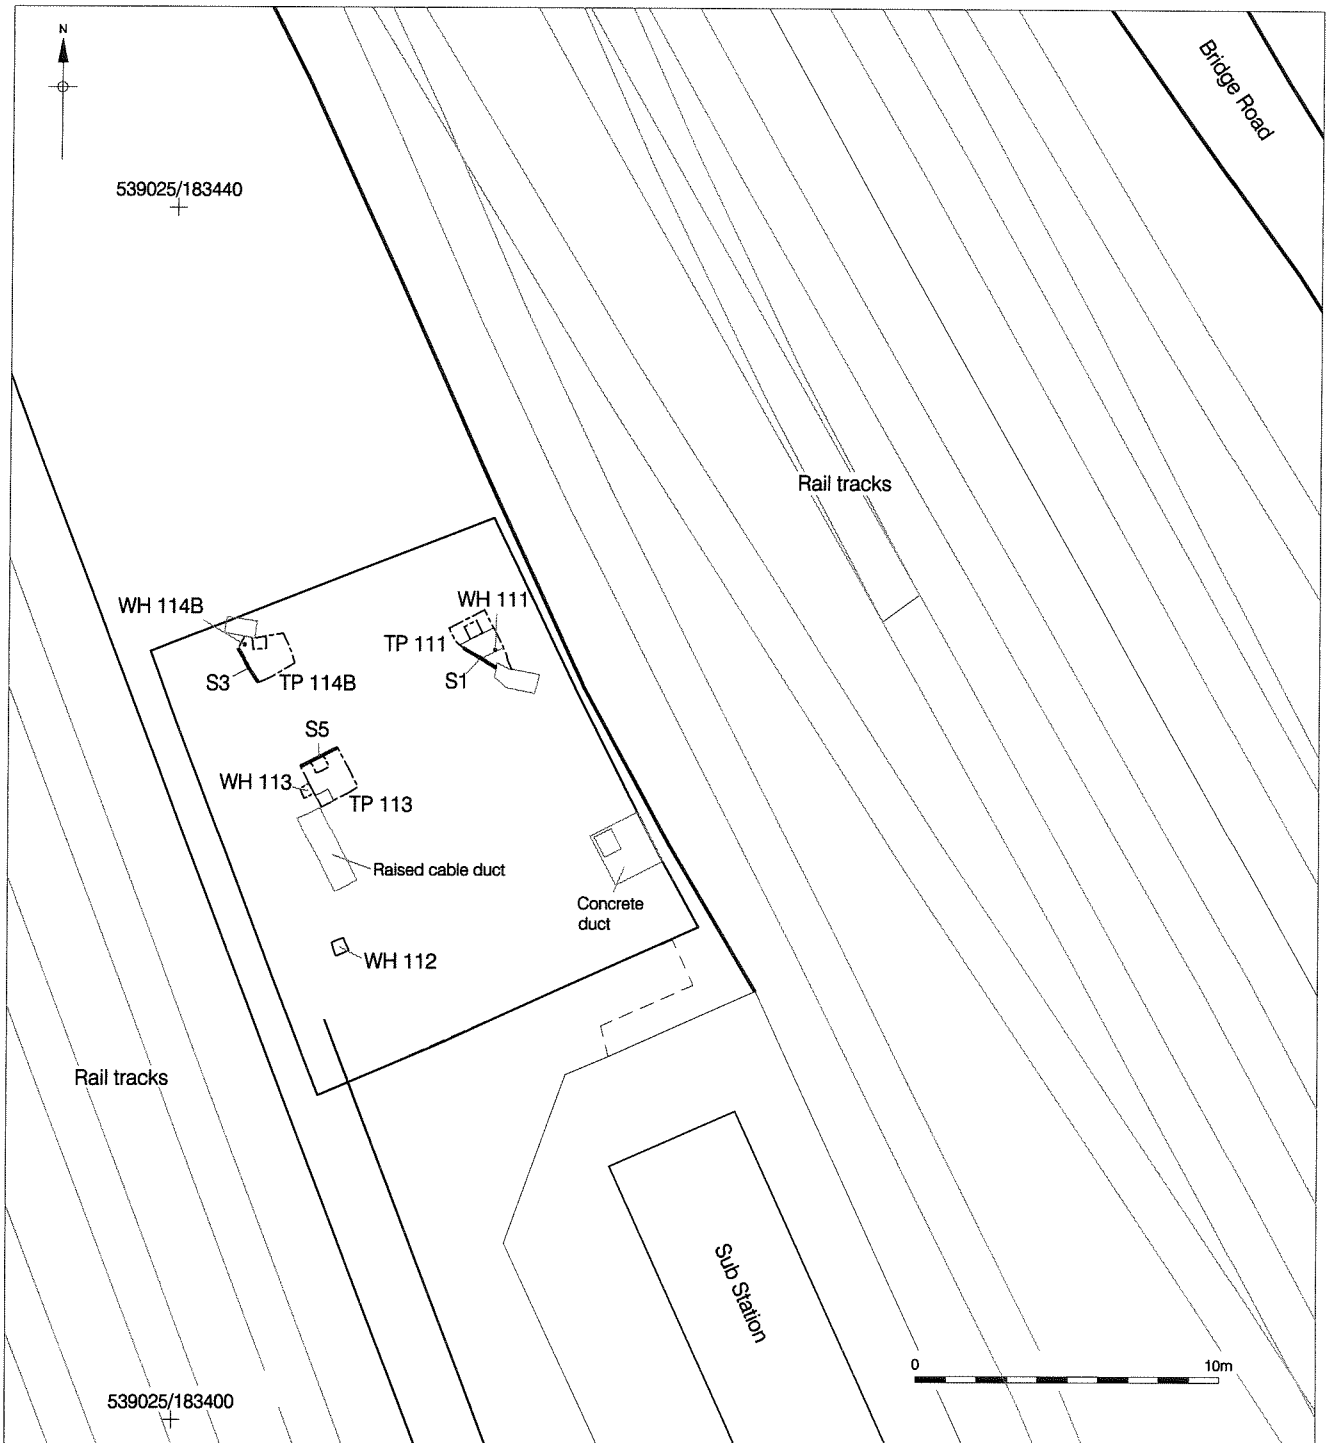 N
Bridge Road
539025/183440
Rail tracks
WH 114B
WH 111
TP 111
S3
TP 114B
S1
S5
WH 113
TP 113
Raised cable duct
Concrete
duct
WH 112
Rail tracks
Sub Station
0 10m
539025/183400